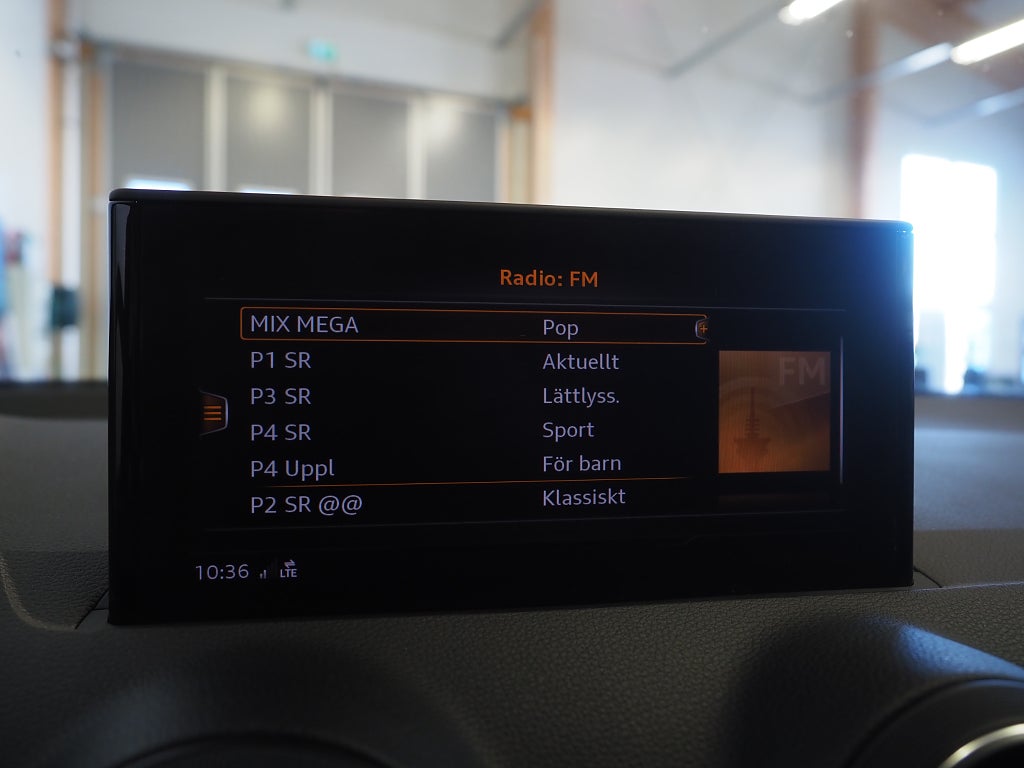 Radio: FM
MIX MEGA Pop
P1 SR Aktuellt
P3 SR Lättlyss.
P4 SR Sport
P4 Uppl För barn
P2 SR @@ Klassiskt
FM
10:36 LTE